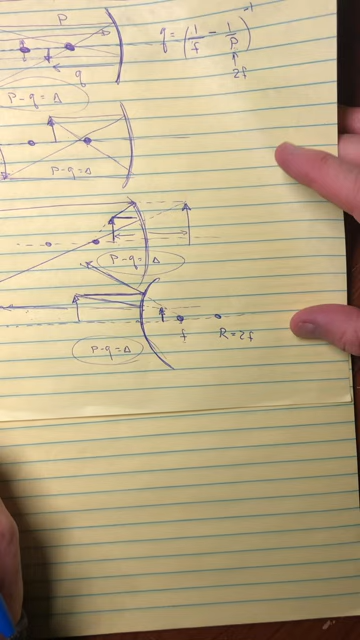 P
q = (1/f - 1/P)^-1
2f
q
P-q=Δ
P-q=Δ
P-q=Δ
f
R=2f
P-q=Δ